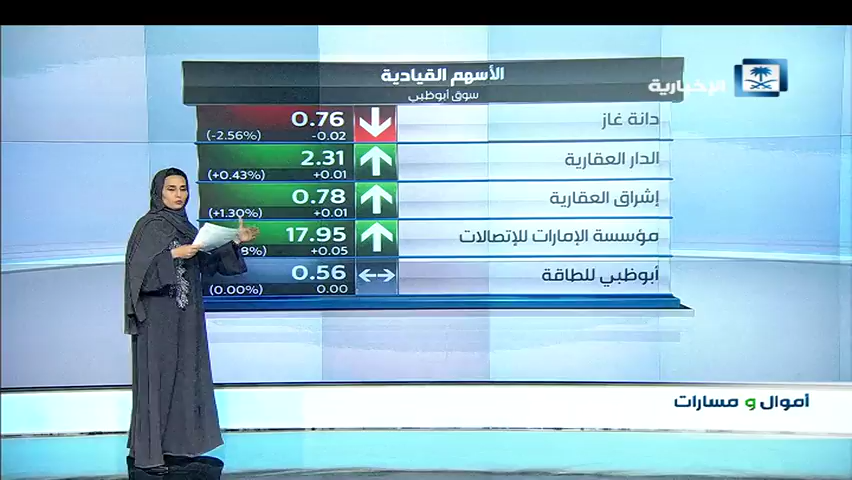 الأسهم القيادية
سوق أبوظبي
الإخبارية
دانة غاز
0.76
(-2.56%) -0.02
الدار العقارية
2.31
(+0.43%) +0.01
إشراق العقارية
0.78
(+1.30%) +0.01
مؤسسة الإمارات للإتصالات
17.95
8%) +0.05
أبوظبي للطاقة
0.56
(0.00%) 0.00
أموال و مسارات